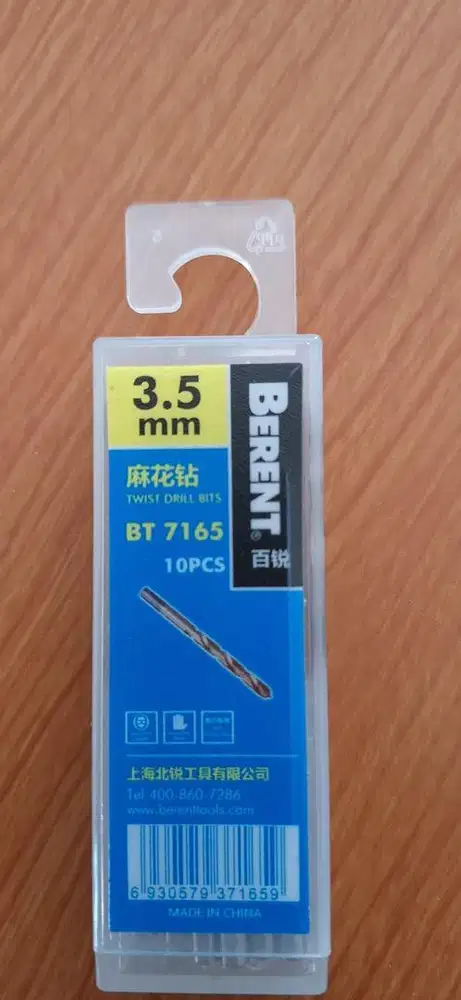 3.5
mm
BERENT®
百锐
麻花钻
TWIST DRILL BITS
BT 7165
10PCS
上海北锐工具有限公司
Tel 400-860-7286
www.berenttools.com
6 930579 371659
MADE IN CHINA